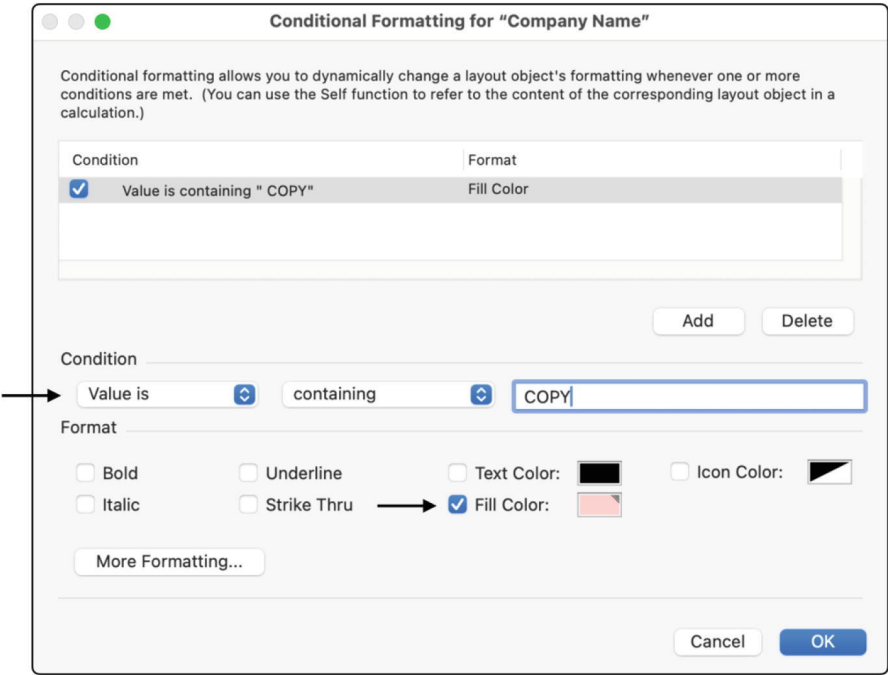 Conditional Formatting for “Company Name”
Conditional formatting allows you to dynamically change a layout object's formatting whenever one or more
conditions are met.  (You can use the Self function to refer to the content of the corresponding layout object in a
calculation.)
Condition Format
Value is containing " COPY" Fill Color
Add Delete
Condition
Value is containing COPY
Format
Bold Underline Text Color: Icon Color:
Italic Strike Thru Fill Color:
More Formatting...
Cancel OK